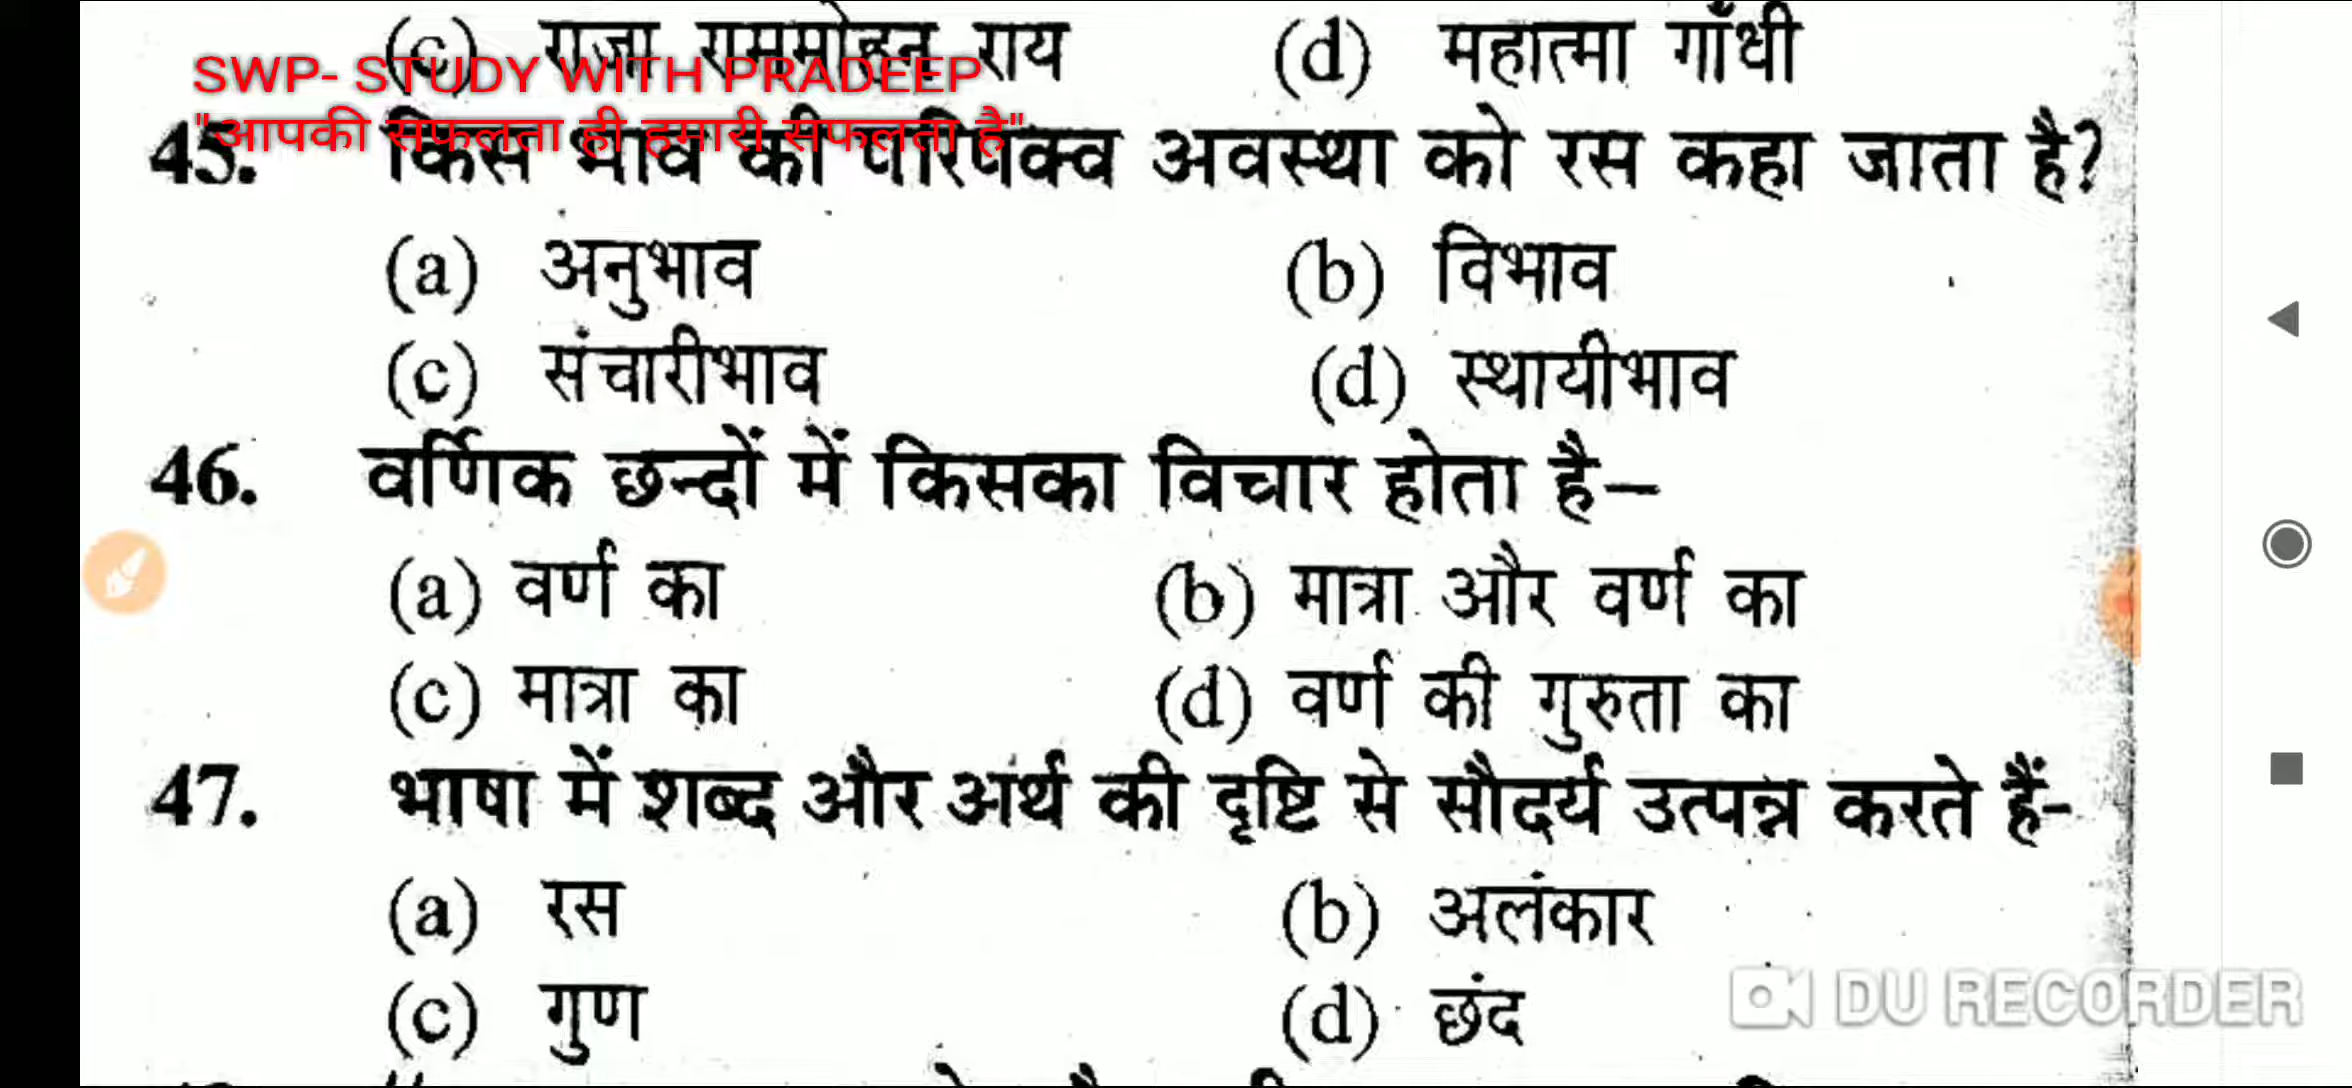 (c) राजा राममोहन राय (d) महात्मा गाँधी
SWP- STUDY WITH PRADEEP
"आपकी सफलता ही हमारी सफलता है"
45. किस भाव की परिपक्व अवस्था को रस कहा जाता है?
(a) अनुभाव (b) विभाव
(c) संचारीभाव (d) स्थायीभाव
46. वर्णिक छन्दों में किसका विचार होता है–
(a) वर्ण का (b) मात्रा और वर्ण का
(c) मात्रा का (d) वर्ण की गुरुता का
47. भाषा में शब्द और अर्थ की दृष्टि से सौदर्य उत्पन्न करते हैं-
(a) रस (b) अलंकार
(c) गुण (d) छंद
DU RECORDER